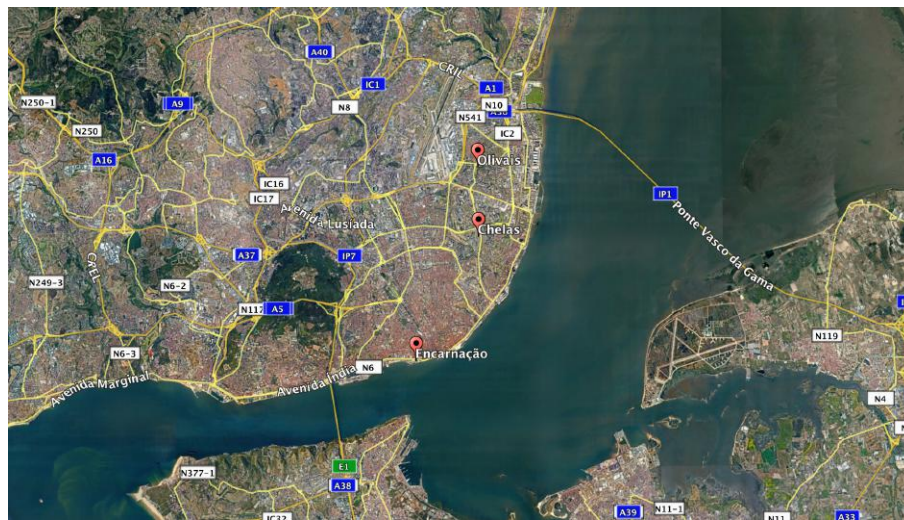 A40
CRIL
IC1
A1
N250-1
A9
N8
N10
N541
N250
IC2
A16
Olivais
IC16
IP1
IC17
Avenida Lusíada
Chelas
Ponte Vasco da Gama
CREL
A37
IP7
N249-3
N6-2
N117
A5
N119
Encarnação
N6-3
N6
Avenida Marginal
Avenida Índia
N4
N377-1
E1
A38
IC32
A39
N11-1
N11
A33